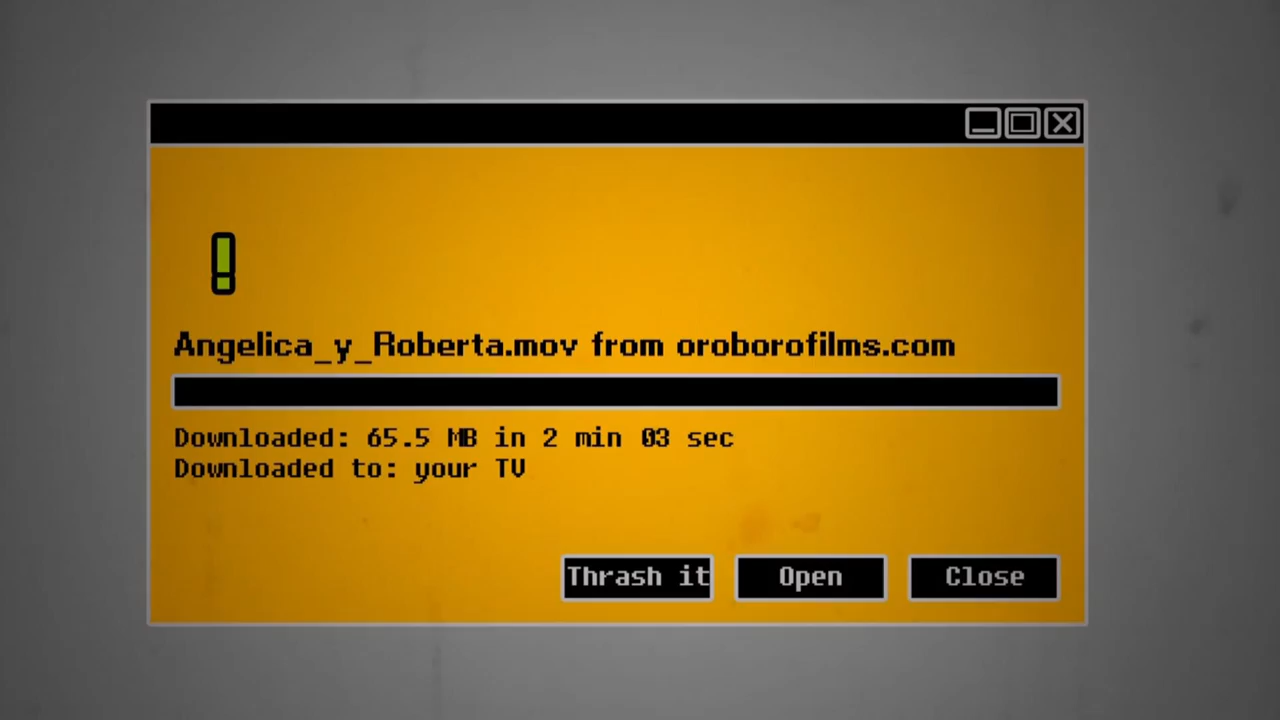 Angelica_y_Roberta.mov from oroborofilms.com
Downloaded: 65.5 MB in 2 min 03 sec
Downloaded to: your TV
Thrash it Open Close